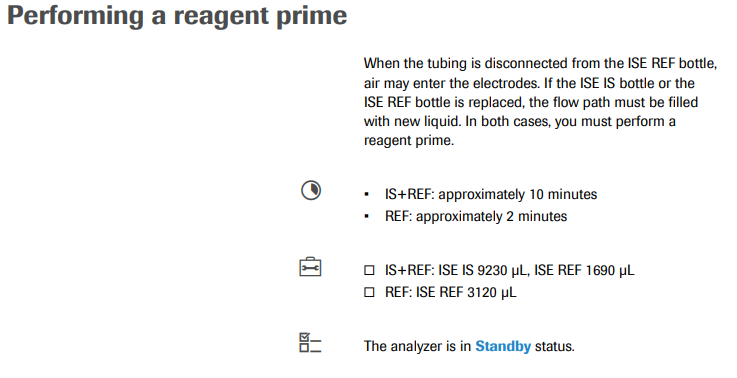 Performing a reagent prime
When the tubing is disconnected from the ISE REF bottle,
air may enter the electrodes. If the ISE IS bottle or the
ISE REF bottle is replaced, the flow path must be filled
with new liquid. In both cases, you must perform a
reagent prime.
▪ IS+REF: approximately 10 minutes
▪ REF: approximately 2 minutes
☐ IS+REF: ISE IS 9230 µL, ISE REF 1690 µL
☐ REF: ISE REF 3120 µL
The analyzer is in Standby status.